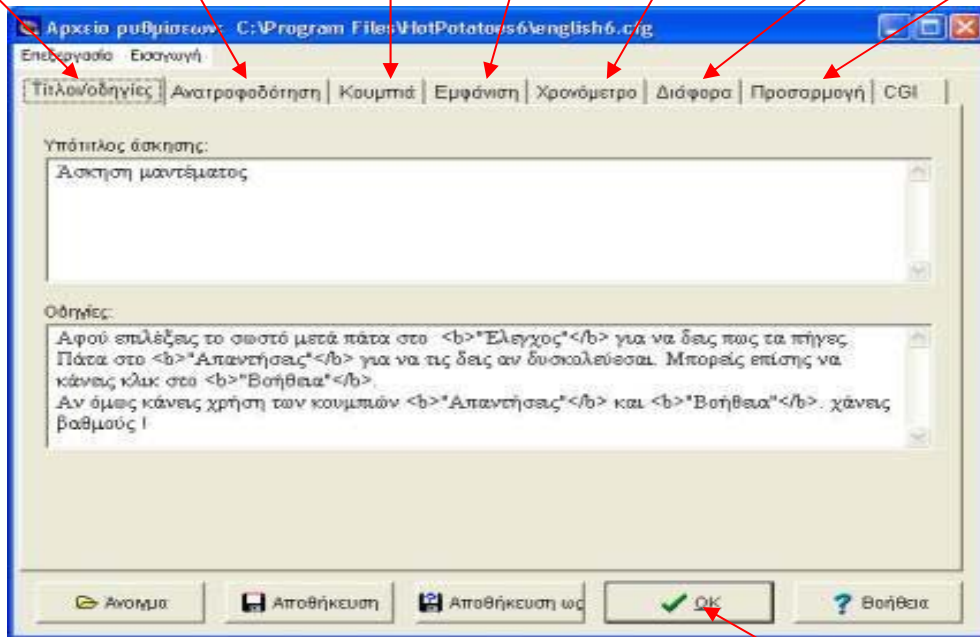 Αρχείο ρυθμίσεων: C:\Program Files\HotPotatoes6\english6.cfg
Επεξεργασία Εισαγωγή
Τίτλοι/οδηγίες Ανατροφοδότηση Κουμπιά Εμφάνιση Χρονόμετρο Διάφορα Προσαρμογή CGI
Υπότιτλος άσκησης:
Άσκηση μαντέματος
Οδηγίες:
Αφού επιλέξεις το σωστό μετά πάτα στο <b>"Έλεγχος"</b> για να δεις πως τα πήγες.
Πάτα στο <b>"Απαντήσεις"</b> για να τις δεις αν δυσκολεύεσαι. Μπορείς επίσης να
κάνεις κλικ στο <b>"Βοήθεια"</b>.
Αν όμως κάνεις χρήση των κουμπιών <b>"Απαντήσεις"</b> και <b>"Βοήθεια"</b>. χάνεις
βαθμούς !
Άνοιγμα Αποθήκευση Αποθήκευση ως OK Βοήθεια